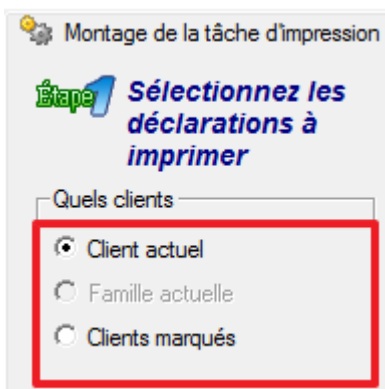 Montage de la tâche d'impression
Étape 1
Sélectionnez les
déclarations à
imprimer
Quels clients
Client actuel
Famille actuelle
Clients marqués